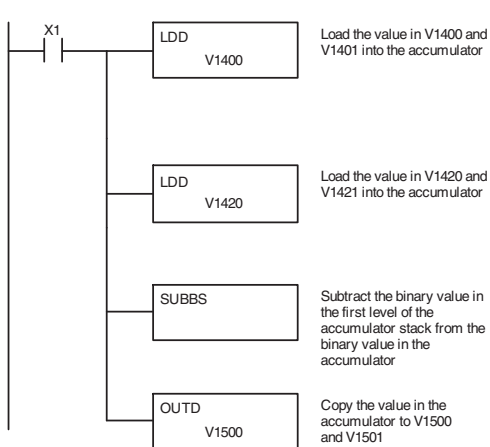 X1
LDD
V1400
Load the value in V1400 and
V1401 into the accumulator
LDD
V1420
Load the value in V1420 and
V1421 into the accumulator
SUBBS
Subtract the binary value in
the first level of the
accumulator stack from the
binary value in the
accumulator
OUTD
V1500
Copy the value in the
accumulator to V1500
and V1501